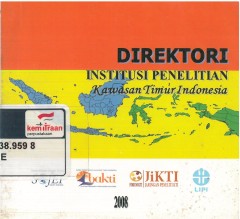 DIREKTORI
INSTITUSI PENELITIAN
Kawasan Timur Indonesia
kemitraan
38.959 8
E
bakti
JiKTI
LIPI
2008